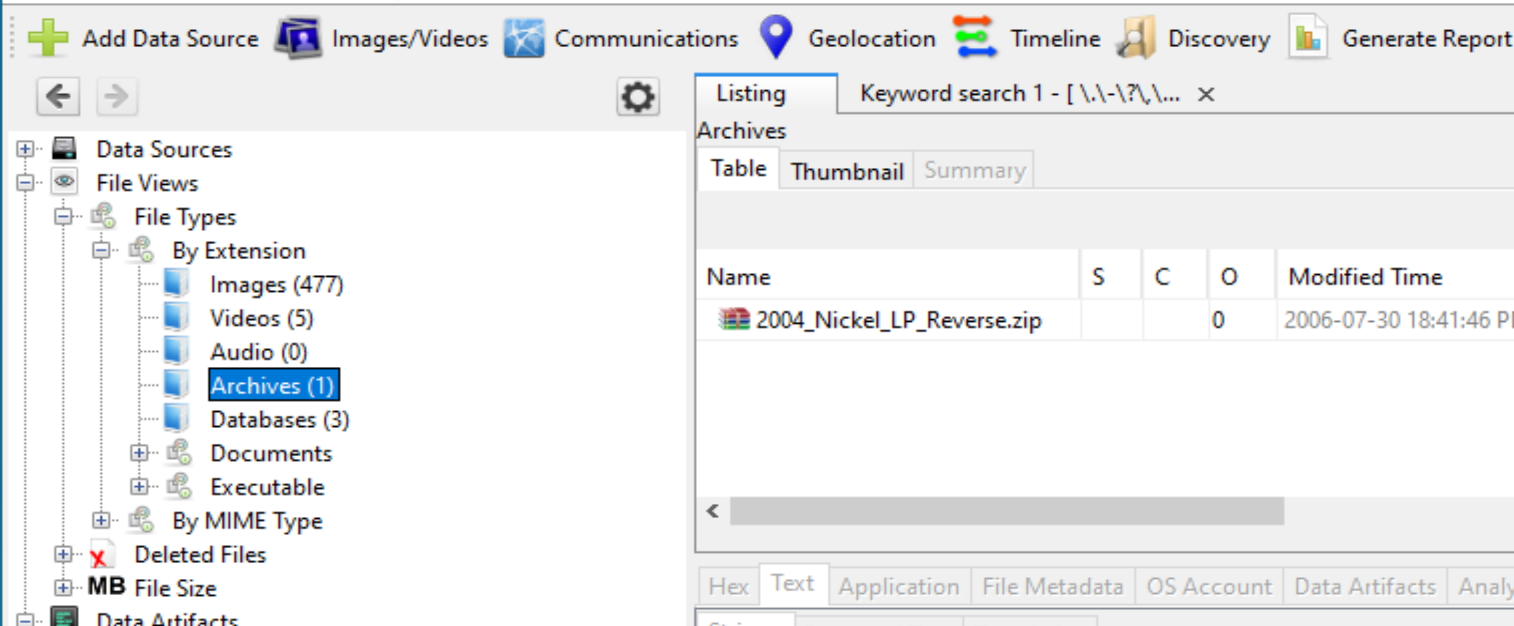 Add Data Source Images/Videos Communications Geolocation Timeline Discovery Generate Report
Listing Keyword search 1 - [ \.\-\?\,\... ×
Archives
Table Thumbnail Summary
Name S C O Modified Time
2004_Nickel_LP_Reverse.zip 0 2006-07-30 18:41:46
Data Sources
File Views
File Types
By Extension
Images (477)
Videos (5)
Audio (0)
Archives (1)
Databases (3)
Documents
Executable
By MIME Type
Deleted Files
MB File Size
Data Artifacts
Hex Text Application File Metadata OS Account Data Artifacts Analy